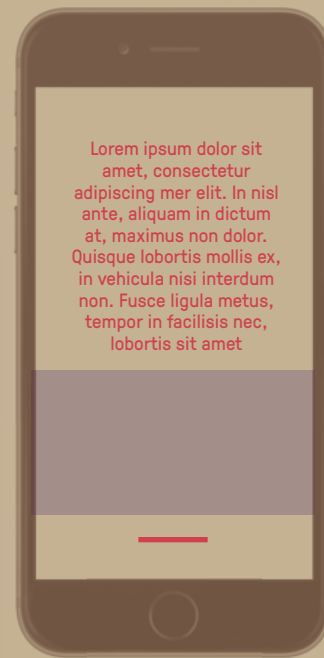 Lorem ipsum dolor sit
amet, consectetur
adipiscing mer elit. In nisl
ante, aliquam in dictum
at, maximus non dolor.
Quisque lobortis mollis ex,
in vehicula nisi interdum
non. Fusce ligula metus,
tempor in facilisis nec,
lobortis sit amet